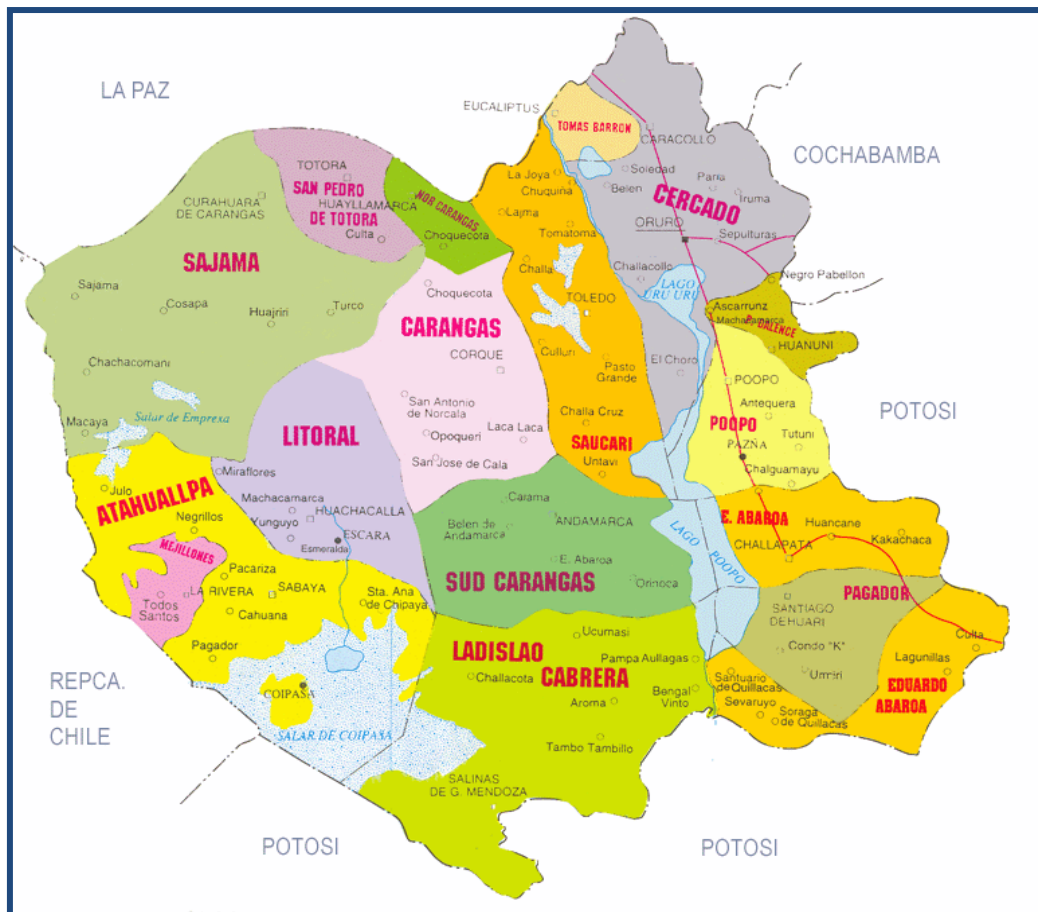 LA PAZ
EUCALIPTUS
TOMAS BARRON
CARACOLLO
COCHABAMBA
TOTORA
SAN PEDRO
HUAYLLAMARCA
DE TOTORA
Culta
NOR CARANGAS
Choquecota
La Joya
Chuquiña
Soledad
Belen
Paria
Iruma
CERCADO
CURAHUARA
DE CARANGAS
Lajma
Tomatoma
ORURO
Sepulturas
SAJAMA
Challa
Challacollo
LAGO
URU URU
Negro Pabellon
Sajama
Cosapa
Huajriri
Turco
Choquecota
TOLEDO
Ascarrunz
Machacamarca
P. DALENCE
HUANUNI
CARANGAS
CORQUE
Culluri
Pasto
Grande
El Choro
Chachacomani
POOPO
Antequera
POTOSI
Salar de Emprexa
Macaya
San Antonio
de Norcala
Challa Cruz
Opoqueri
Laca Laca
LITORAL
SAUCARI
POOPO
PAZÑA
Tutuni
San Jose de Cala
Untavi
Chalguamayu
Miraflores
Julo
ATAHUALLPA
Machacamarca
HUACHACALLA
Negrillos
Yunguyo
ESCARA
Esmeralda
Carama
Belen de
Andamarca
ANDAMARCA
LAGO POOPO
E. ABAROA
Huancane
CHALLAPATA
Kakachaca
MEJILLONES
Pacariza
E. Abaroa
SUD CARANGAS
Orinoca
Todos
Santos
LA RIVERA
SABAYA
Cahuana
Sta. Ana
de Chipaya
PAGADOR
SANTIAGO
DEHUARI
Condo "K"
Culta
Ucumasi
LADISLAO
CABRERA
Pampa Aullagas
Challacota
Pagador
Umiri
Lagunillas
REPCA.
DE
CHILE
COIPASA
Aroma
Bengal
Vinto
Santuario
de Quillacas
Sevaruyo
Soraga
de Quillacas
EDUARDO
ABAROA
SALAR DE COIPASA
Tambo Tambillo
SALINAS
DE G. MENDOZA
POTOSI
POTOSI